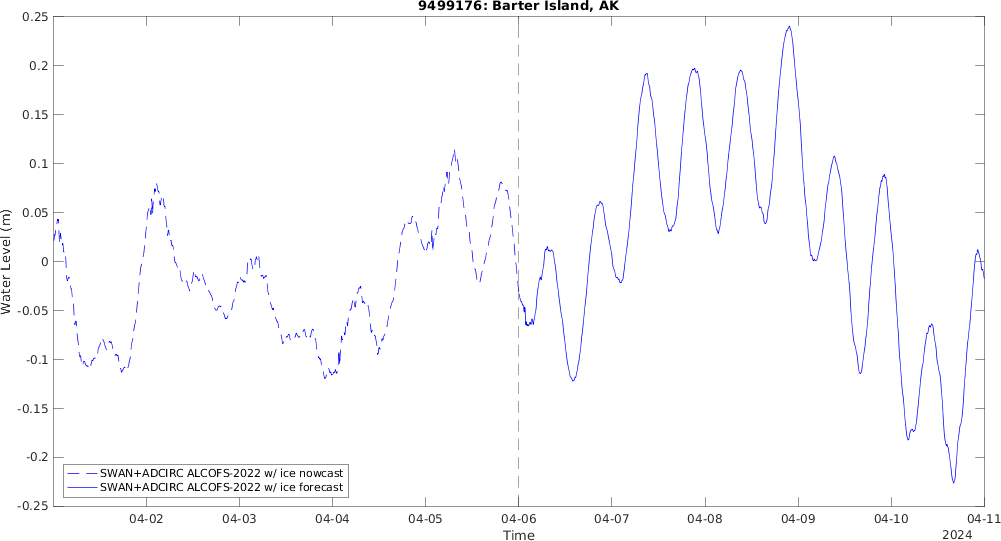 9499176: Barter Island, AK
0.25
0.2
0.15
0.1
0.05
0
-0.05
-0.1
-0.15
-0.2
-0.25
Water Level (m)
SWAN+ADCIRC ALCOFS-2022 w/ ice nowcast
SWAN+ADCIRC ALCOFS-2022 w/ ice forecast
04-02 04-03 04-04 04-05 04-06 04-07 04-08 04-09 04-10 04-11
Time
2024